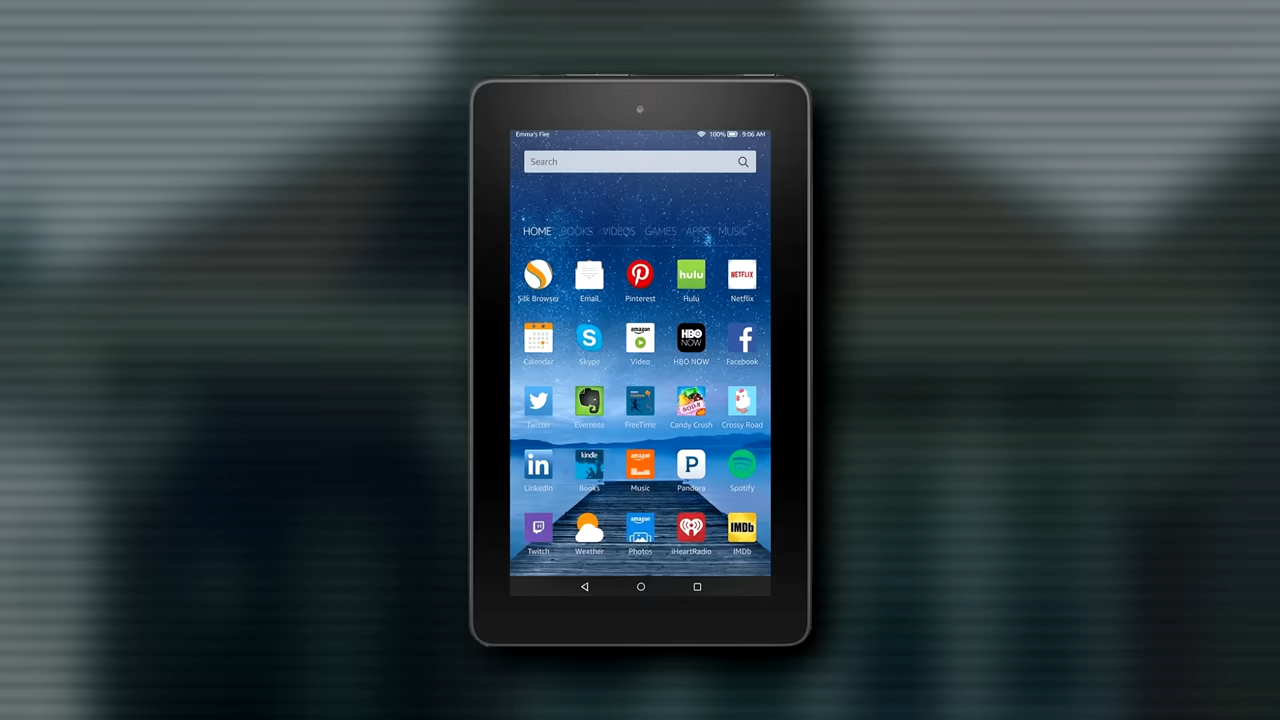 Emma's Fire 100% 9:06 AM
Search
HOME BOOKS VIDEOS GAMES APPS MUSIC
hulu NETFLIX
Silk Browser Email Pinterest Hulu Netflix
amazon HBO NOW
Calendar Skype Video HBO NOW Facebook
Twitter Evernote FreeTime Candy Crush Crossy Road
in kindle amazon P
LinkedIn Books Music Pandora Spotify
amazon IMDb
Twitch Weather Photos iHeartRadio IMDb